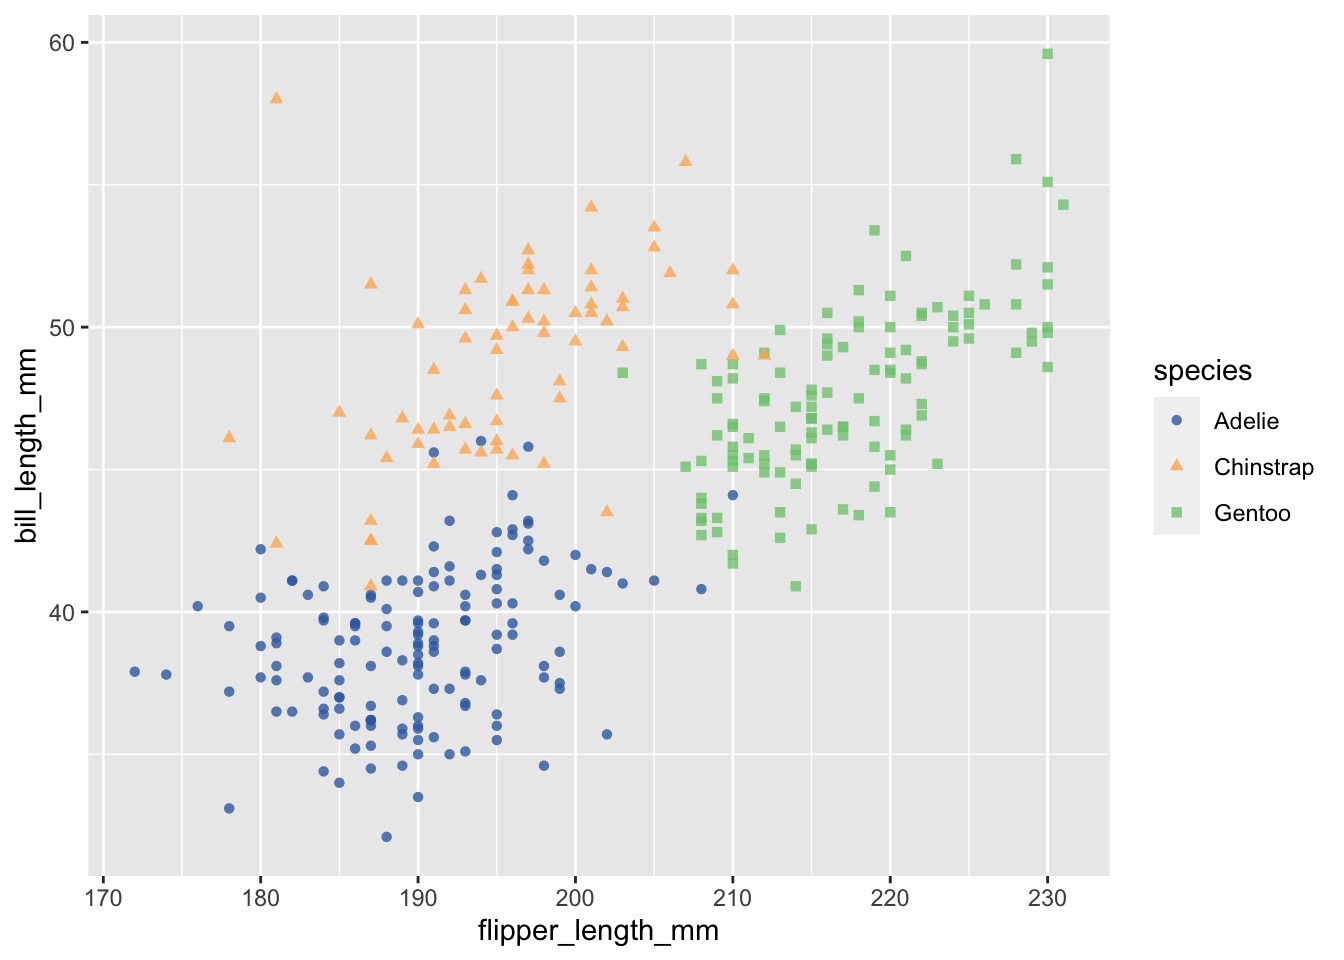 60
50
40
bill_length_mm
170 180 190 200 210 220 230
flipper_length_mm
species
Adelie
Chinstrap
Gentoo